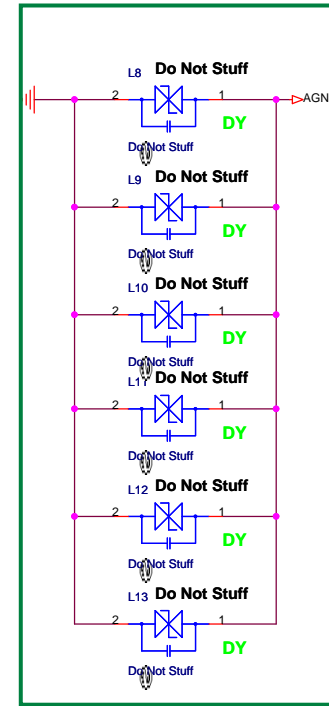 L8 Do Not Stuff
2 1 AGN
DY
Do Not Stuff
L9 Do Not Stuff
2 1
DY
Do Not Stuff
L10 Do Not Stuff
2 1
DY
Do Not Stuff
L11 Do Not Stuff
2 1
DY
Do Not Stuff
L12 Do Not Stuff
2 1
DY
Do Not Stuff
L13 Do Not Stuff
2 1
DY
Do Not Stuff